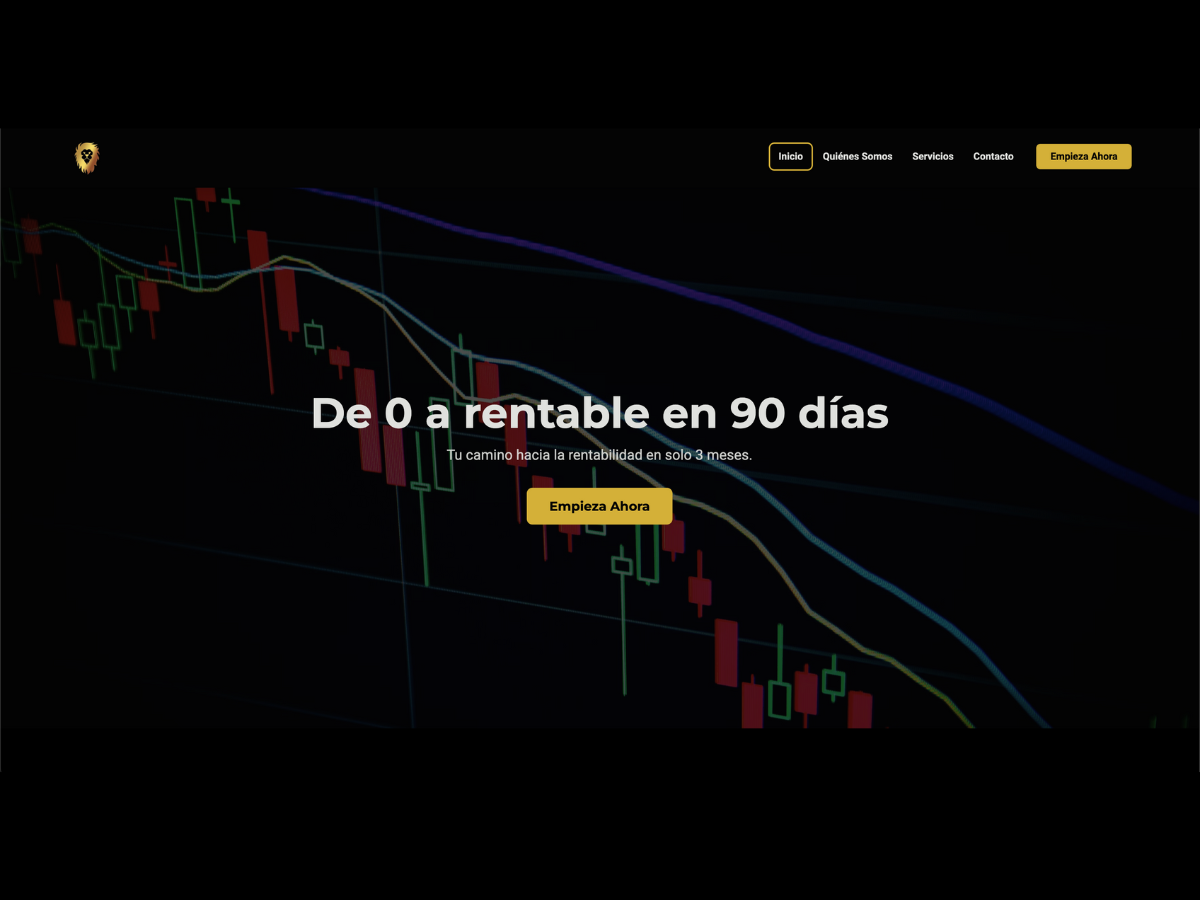 Inicio
Quiénes Somos
Servicios
Contacto
Empieza Ahora
De 0 a rentable en 90 días
Tu camino hacia la rentabilidad en solo 3 meses.
Empieza Ahora